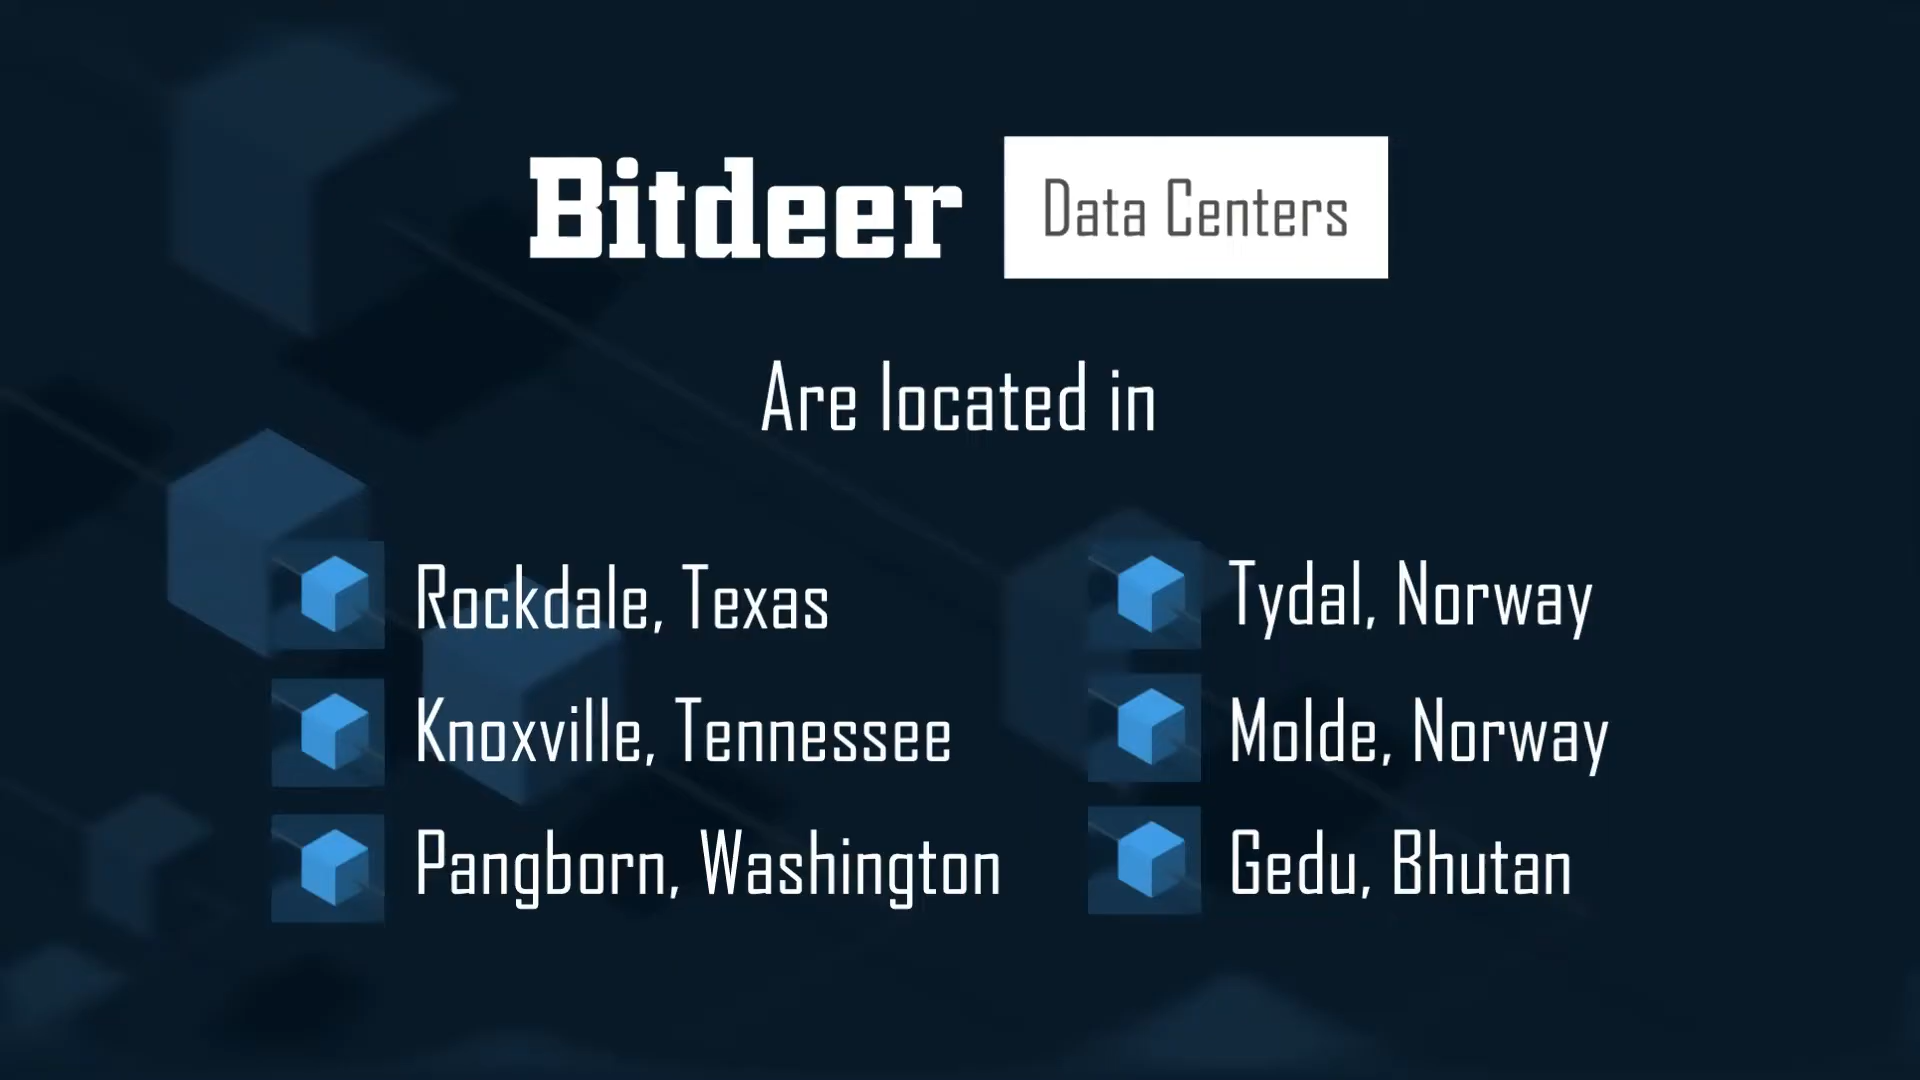 Bitdeer Data Centers
Are located in
Rockdale, Texas
Knoxville, Tennessee
Pangborn, Washington
Tydal, Norway
Molde, Norway
Gedu, Bhutan